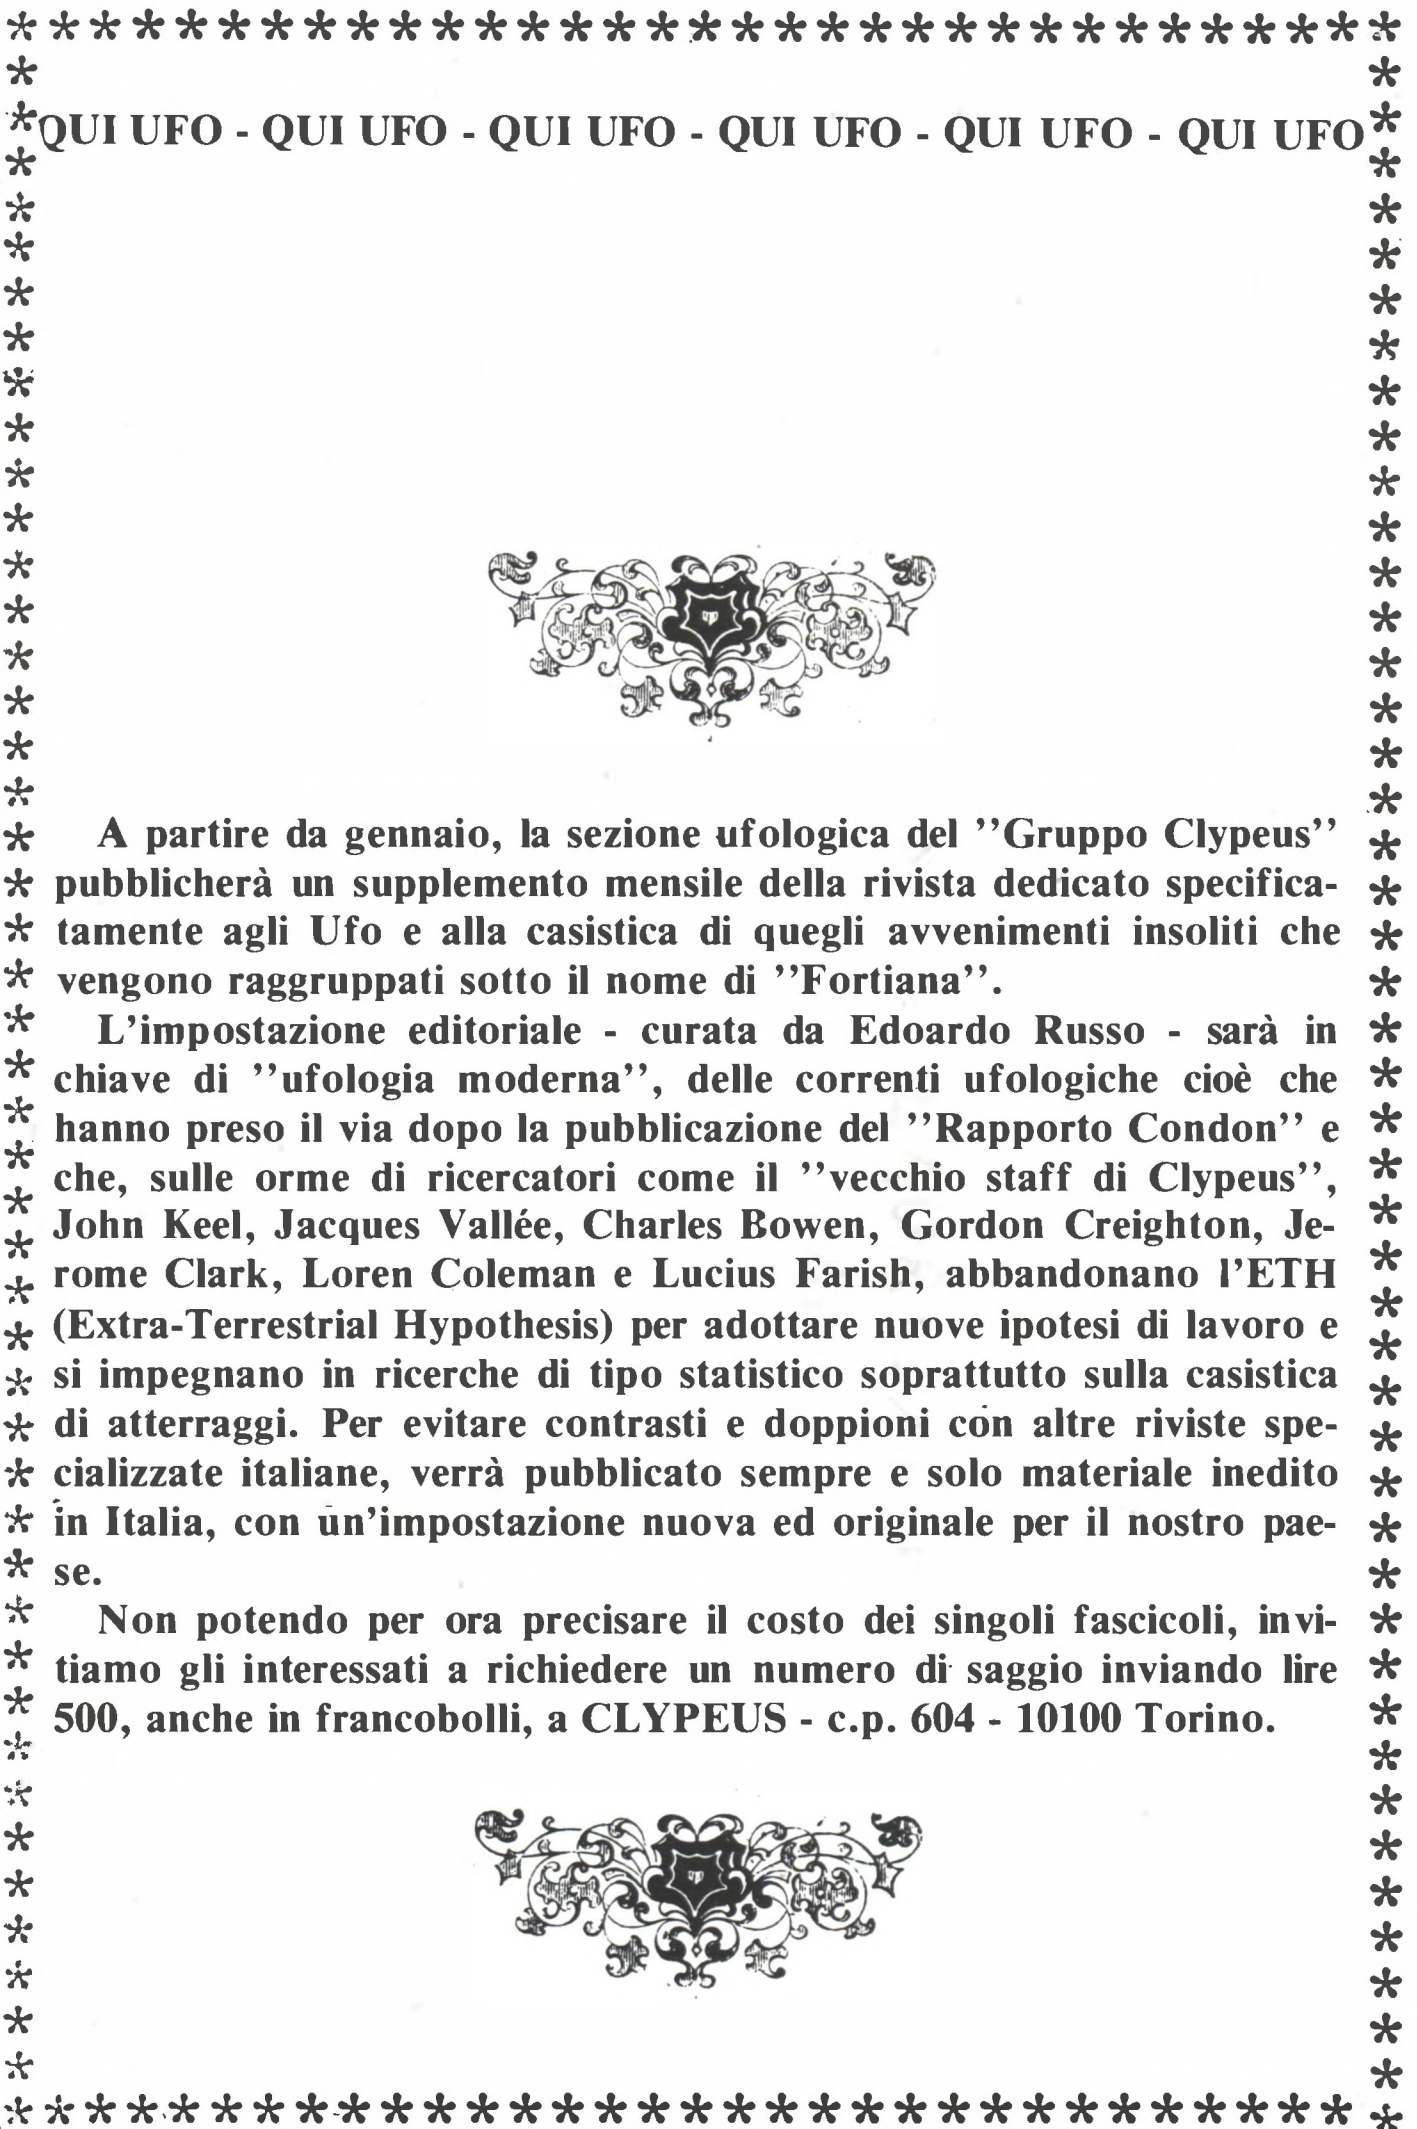 QUI UFO - QUI UFO - QUI UFO - QUI UFO - QUI UFO - QUI UFO
A partire da gennaio, la sezione ufologica del ’’Gruppo Clypeus’’
pubblicherà un supplemento mensile della rivista dedicato specifica-
tamente agli Ufo e alla casistica di quegli avvenimenti insoliti che
vengono raggruppati sotto il nome di ’’Fortiana’’.
L’impostazione editoriale - curata da Edoardo Russo - sarà in
chiave di ’’ufologia moderna’’, delle correnti ufologiche cioè che
hanno preso il via dopo la pubblicazione del ’’Rapporto Condon’’ e
che, sulle orme di ricercatori come il ’’vecchio staff di Clypeus’’,
John Keel, Jacques Vallée, Charles Bowen, Gordon Creighton, Je-
rome Clark, Loren Coleman e Lucius Farish, abbandonano l’ETH
(Extra-Terrestrial Hypothesis) per adottare nuove ipotesi di lavoro e
si impegnano in ricerche di tipo statistico soprattutto sulla casistica
di atterraggi. Per evitare contrasti e doppioni con altre riviste spe-
cializzate italiane, verrà pubblicato sempre e solo materiale inedito
in Italia, con un’impostazione nuova ed originale per il nostro pae-
se.
Non potendo per ora precisare il costo dei singoli fascicoli, invi-
tiamo gli interessati a richiedere un numero di saggio inviando lire
500, anche in francobolli, a CLYPEUS - c.p. 604 - 10100 Torino.